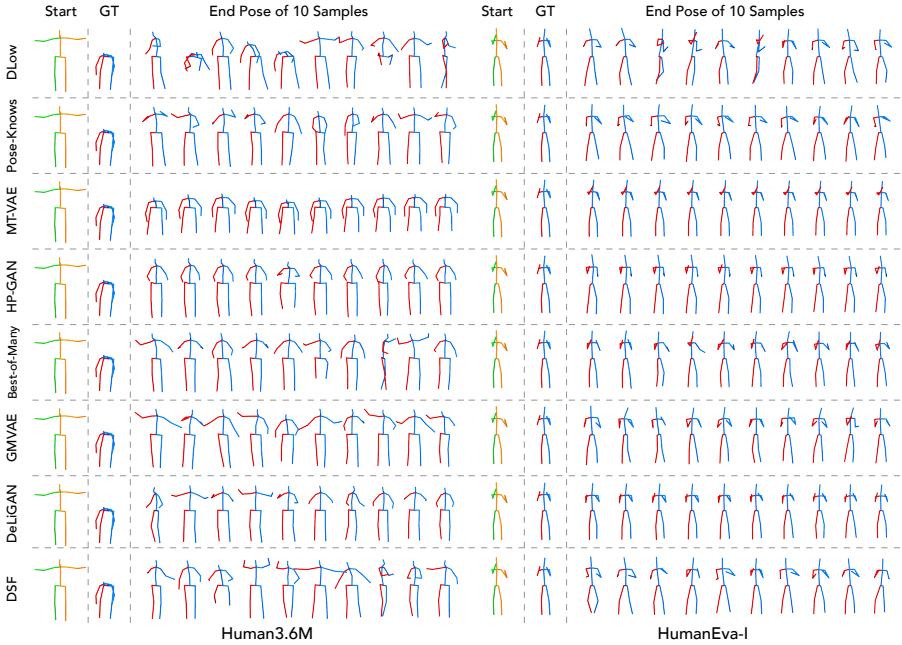 Start GT End Pose of 10 Samples Start GT End Pose of 10 Samples
DLow
Pose-Knows
MT-VAE
HP-GAN
Best-of-Many
GMVAE
DeLiGAN
DSF
Human3.6M HumanEva-I